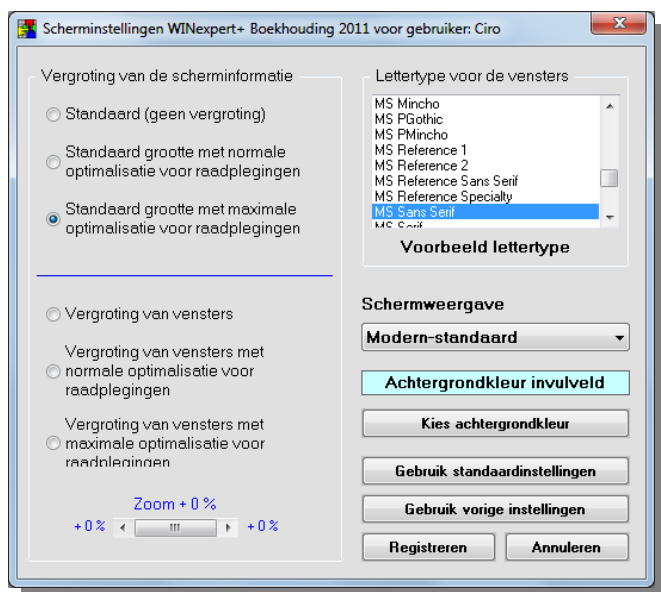 Scherminstellingen WINexpert+ Boekhouding 2011 voor gebruiker: Ciro
Vergroting van de scherminformatie
Standaard (geen vergroting)
Standaard grootte met normale
optimalisatie voor raadplegingen
Standaard grootte met maximale
optimalisatie voor raadplegingen
Vergroting van vensters
Vergroting van vensters met
normale optimalisatie voor
raadplegingen
Vergroting van vensters met
maximale optimalisatie voor
raadplegingen
Zoom + 0 %
+ 0 % + 0 %
Lettertype voor de vensters
MS Mincho
MS PGothic
MS PMincho
MS Reference 1
MS Reference 2
MS Reference Sans Serif
MS Reference Specialty
MS Sans Serif
MS Serif
Voorbeeld lettertype
Schermweergave
Modern-standaard
Achtergrondkleur invulveld
Kies achtergrondkleur
Gebruik standaardinstellingen
Gebruik vorige instellingen
Registreren Annuleren